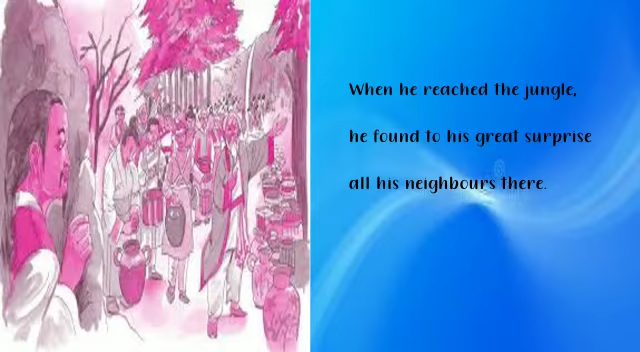 When he reached the jungle,
he found to his great surprise
all his neighbours there.